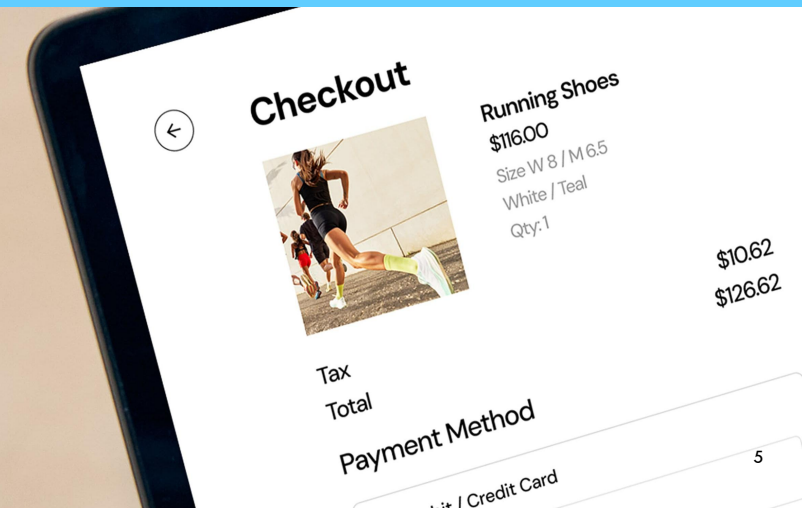 Checkout
Running Shoes
$116.00
Size W 8 / M 6.5
White / Teal
Qty: 1
Tax $10.62
Total $126.62
Payment Method
/ Credit Card
5